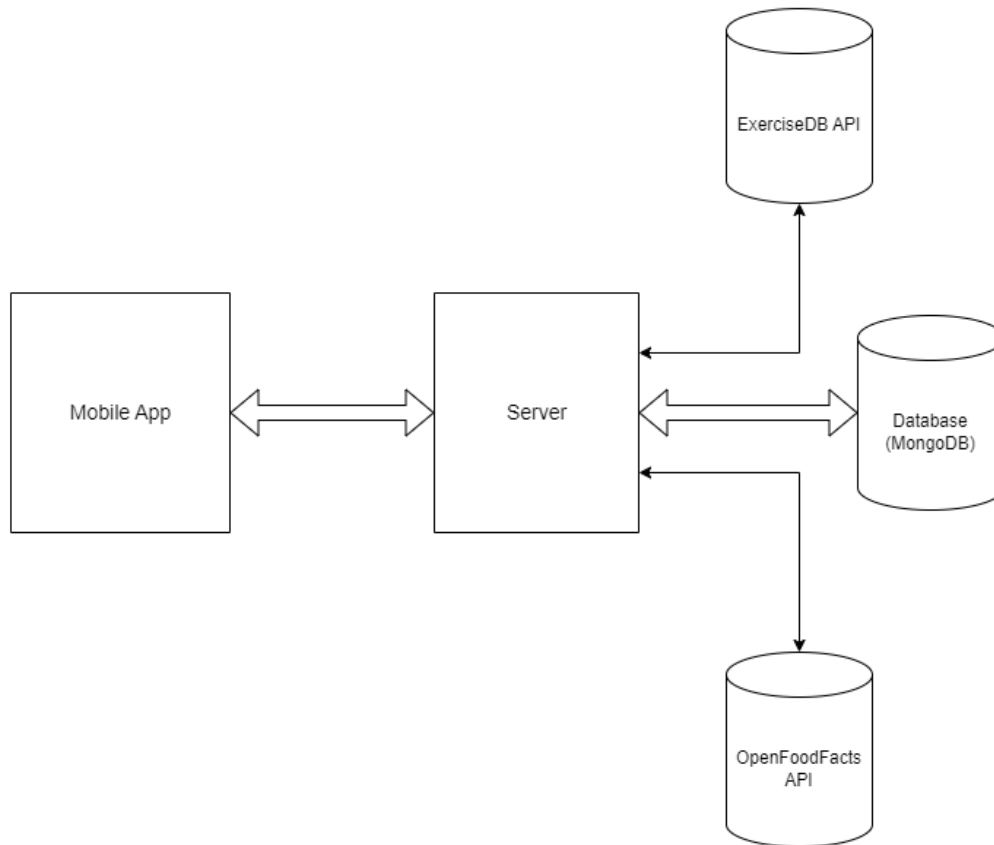 ExerciseDB API
Mobile App
Server
Database
(MongoDB)
OpenFoodFacts
API